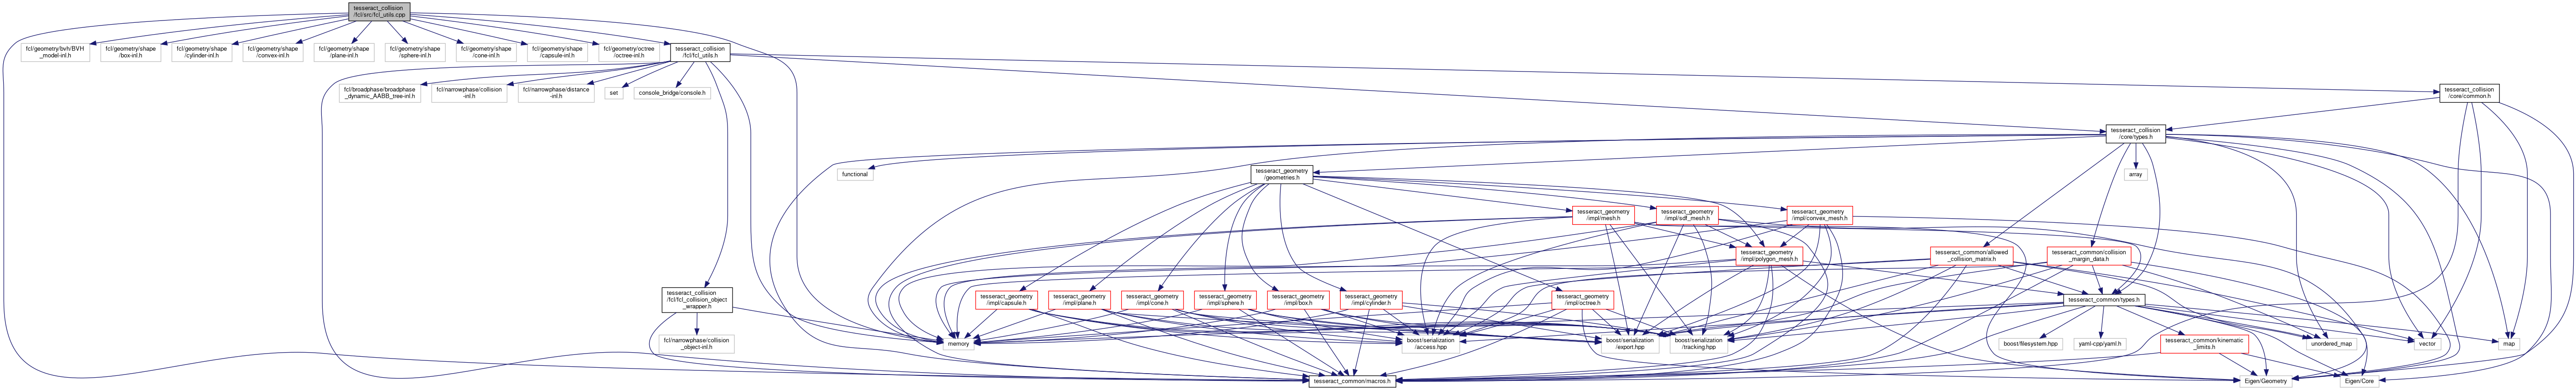 tesseract_collision
/fcl/src/fcl_utils.cpp
fcl/geometry/bvh/BVH
_model-inl.h
fcl/geometry/shape
/box-inl.h
fcl/geometry/shape
/cylinder-inl.h
fcl/geometry/shape
/convex-inl.h
fcl/geometry/shape
/plane-inl.h
fcl/geometry/shape
/sphere-inl.h
fcl/geometry/shape
/cone-inl.h
fcl/geometry/shape
/capsule-inl.h
fcl/geometry/octree
/octree-inl.h
tesseract_collision
/fcl/fcl_utils.h
fcl/broadphase/broadphase
_dynamic_AABB_tree-inl.h
fcl/narrowphase/collision
-inl.h
fcl/narrowphase/distance
-inl.h
set
console_bridge/console.h
tesseract_collision
/core/common.h
tesseract_collision
/core/types.h
functional
tesseract_geometry
/geometries.h
array
tesseract_geometry
/impl/mesh.h
tesseract_geometry
/impl/sdf_mesh.h
tesseract_geometry
/impl/convex_mesh.h
tesseract_geometry
/impl/polygon_mesh.h
tesseract_common/allowed
_collision_matrix.h
tesseract_common/collision
_margin_data.h
tesseract_collision
/fcl/fcl_collision_object
_wrapper.h
tesseract_geometry
/impl/capsule.h
tesseract_geometry
/impl/plane.h
tesseract_geometry
/impl/cone.h
tesseract_geometry
/impl/sphere.h
tesseract_geometry
/impl/box.h
tesseract_geometry
/impl/cylinder.h
tesseract_geometry
/impl/octree.h
tesseract_common/types.h
fcl/narrowphase/collision
_object-inl.h
memory
boost/serialization
/access.hpp
boost/serialization
/export.hpp
boost/serialization
/tracking.hpp
boost/filesystem.hpp
yaml-cpp/yaml.h
tesseract_common/kinematic
_limits.h
unordered_map
vector
map
tesseract_common/macros.h
Eigen/Geometry
Eigen/Core